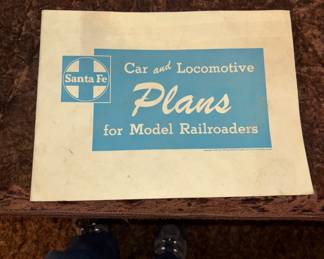 Santa Fe
Car and Locomotive
Plans
for Model Railroaders